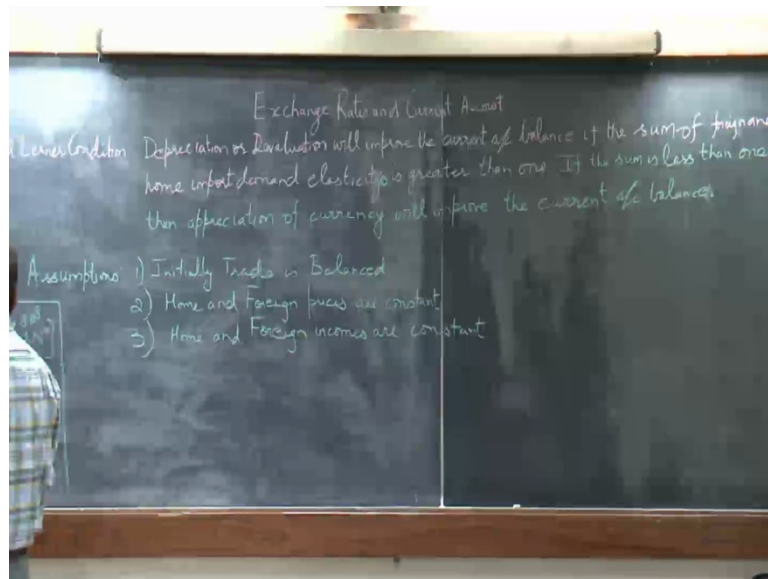 Exchange Rates and Current Account
Lerner Condition Depreciation or Devaluation will improve the current a/c balance if the sum of
home import demand elasticity is greater than one If the sum is less than one
then appreciation of currency will improve the current a/c balance.
Assumptions 1) Initially Trade is Balanced
2) Home and Foreign prices are constant
3) Home and Foreign incomes are constant